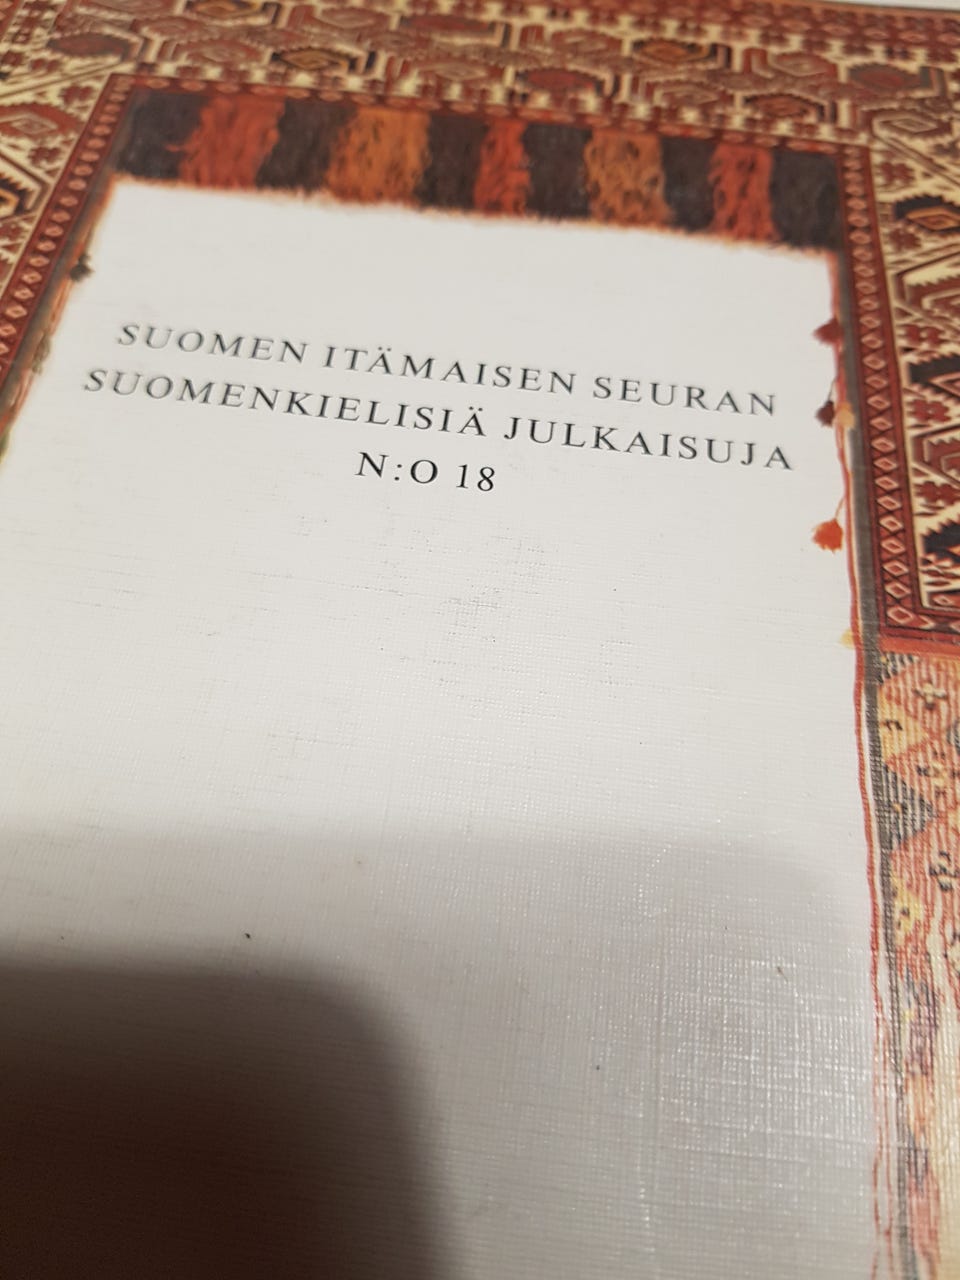 SUOMEN ITÄMAISEN SEURAN
SUOMENKIELISIÄ JULKAISUJA
N:O 18